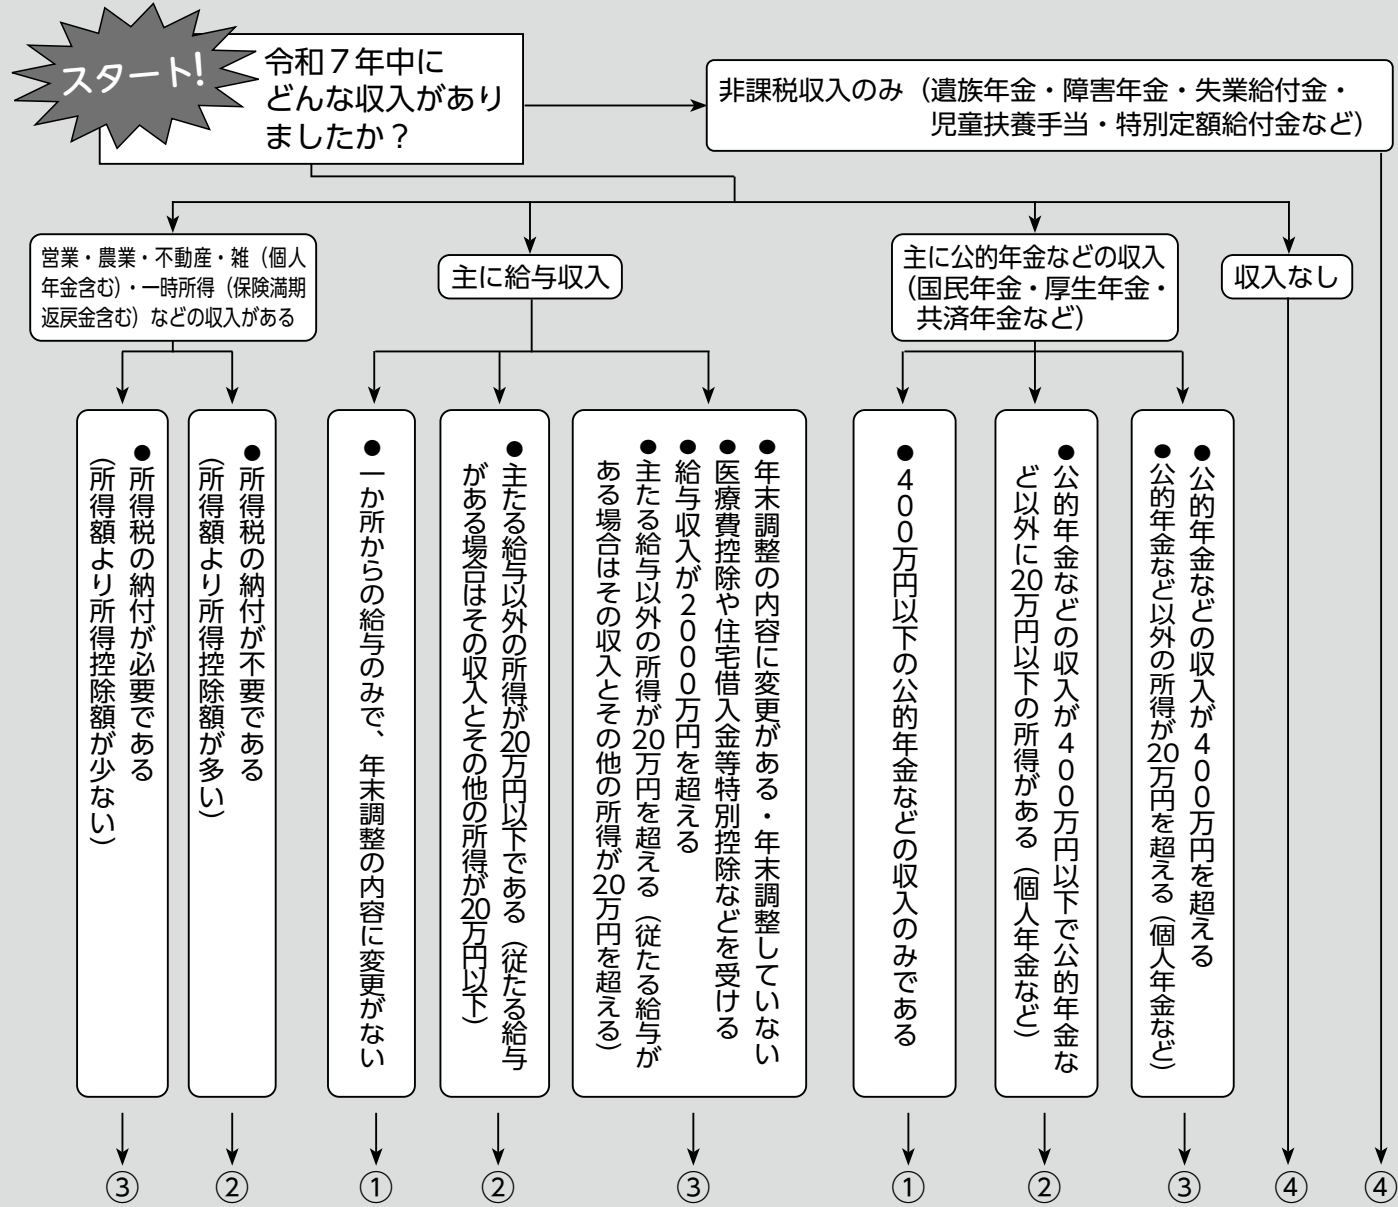 スタート!
令和７年中に
どんな収入があり
ましたか？
非課税収入のみ（遺族年金・障害年金・失業給付金・
児童扶養手当・特別定額給付金など）
営業・農業・不動産・雑（個人
年金含む）・一時所得（保険満期
返戻金含む）などの収入がある
主に給与収入
主に公的年金などの収入
（国民年金・厚生年金・
共済年金など）
収入なし
●所得税の納付が必要である
（所得額より所得控除額が少ない）
●所得税の納付が不要である
（所得額より所得控除額が多い）
●一か所からの給与のみで、年末調整の内容に変更がない
●主たる給与以外の所得が20万円以下である（従たる給与
がある場合はその収入とその他の所得が20万円以下）
●年末調整の内容に変更がある・年末調整していない
●医療費控除や住宅借入金等特別控除などを受ける
●給与収入が２０００万円を超える
●主たる給与以外の所得が20万円を超える（従たる給与が
ある場合はその収入とその他の所得が20万円を超える）
●４００万円以下の公的年金などの収入のみである
●公的年金などの収入が４００万円以下で公的年金な
ど以外に20万円以下の所得がある（個人年金など）
●公的年金などの収入が４００万円を超える
●公的年金など以外の所得が20万円を超える（個人年金など）
③
②
①
②
③
①
②
③
④
④